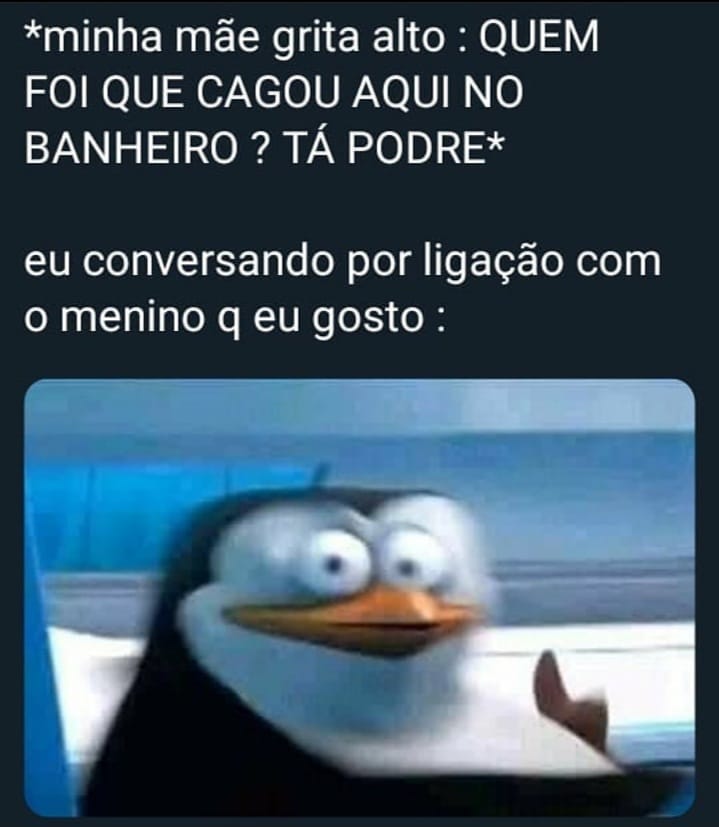 *minha mãe grita alto : QUEM
FOI QUE CAGOU AQUI NO
BANHEIRO ? TÁ PODRE*
eu conversando por ligação com
o menino q eu gosto :